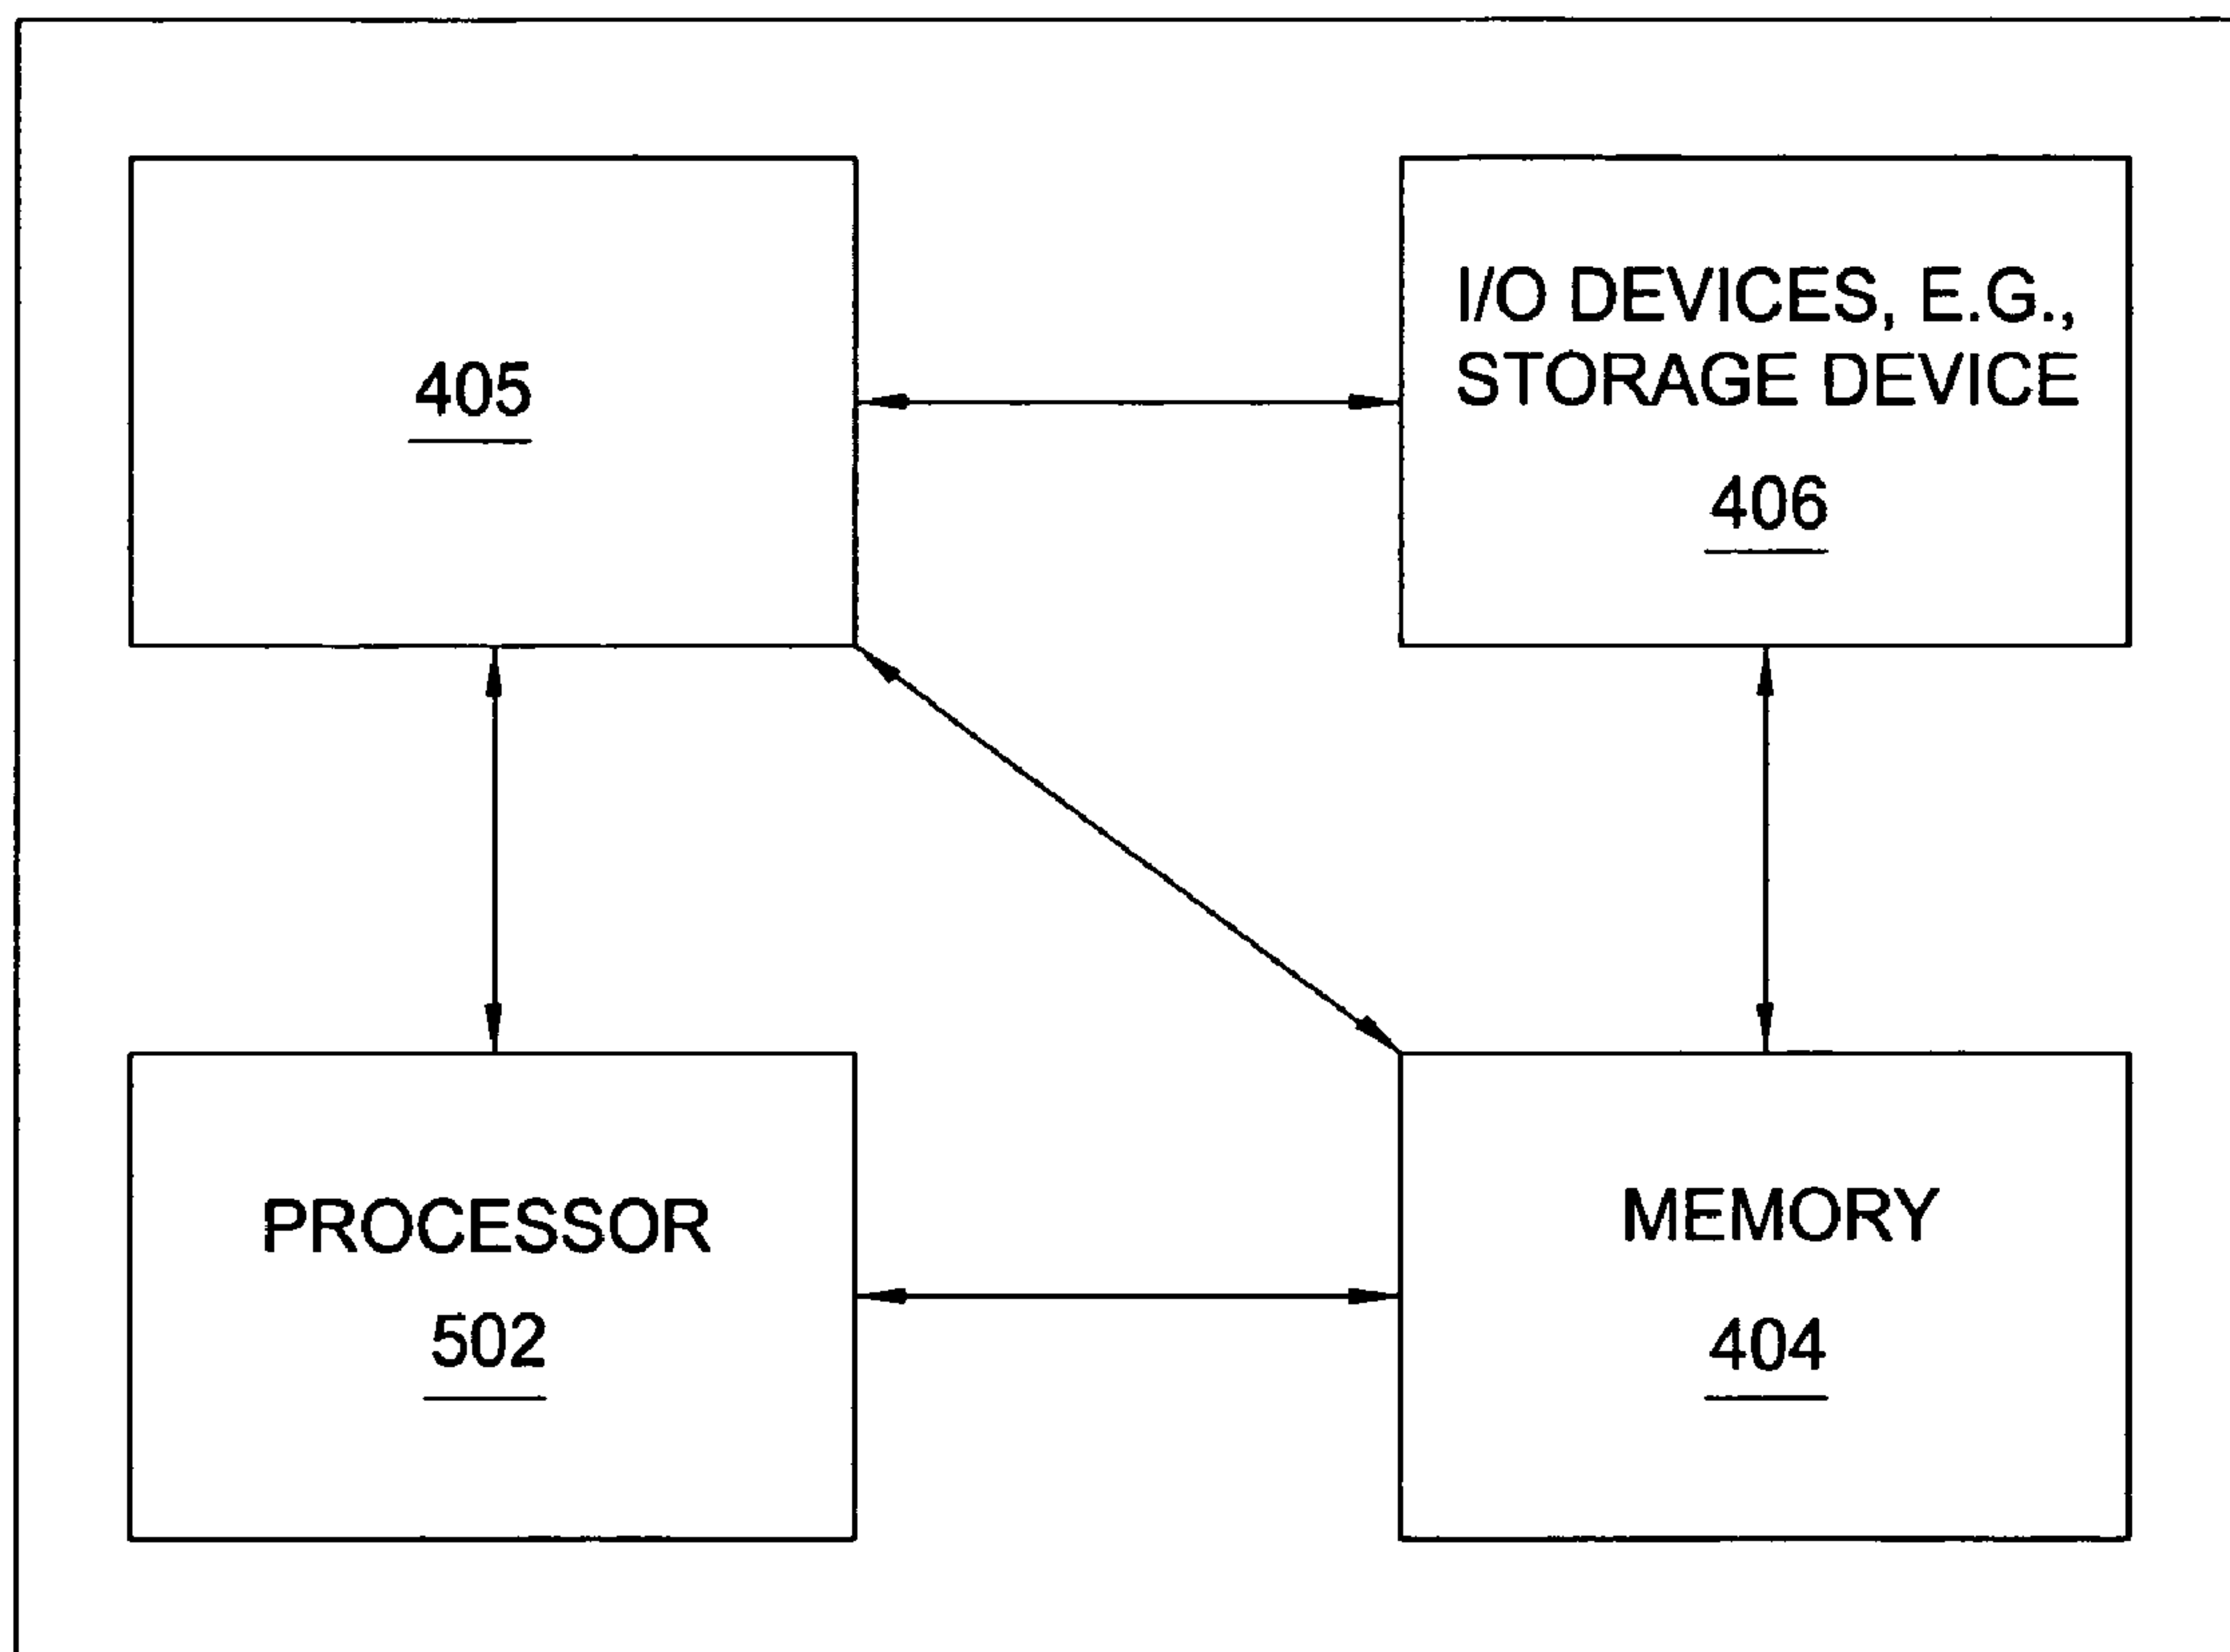 405
I/O DEVICES, E.G.,
STORAGE DEVICE
406
PROCESSOR
502
MEMORY
404